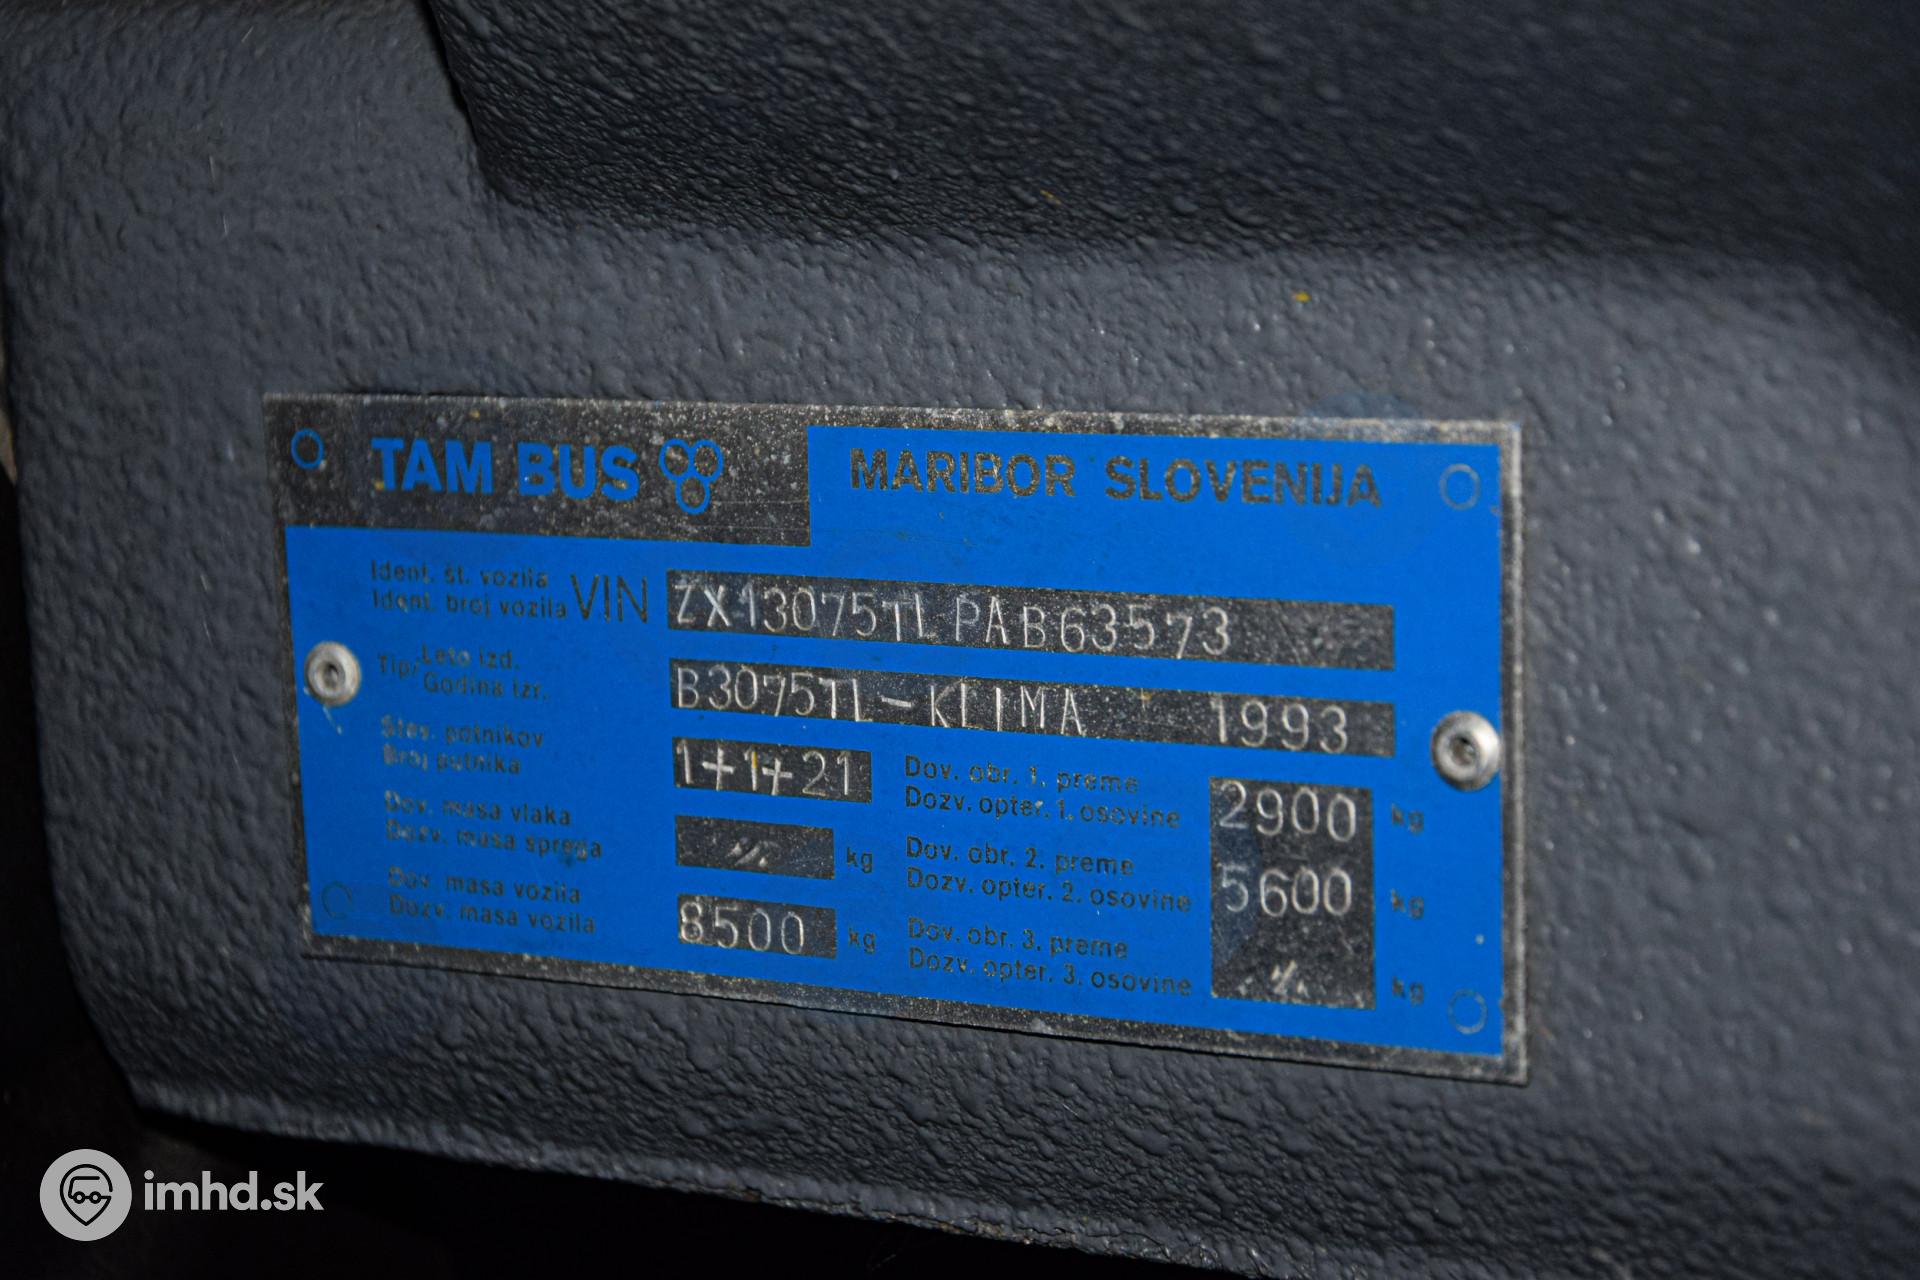 TAM BUS
MARIBOR SLOVENIJA
Ident. št. vozila
Ident. broj vozila VIN ZX13075TLPAB63573
Tip/ Leto izd.
Godina izr.
B3075TL-KLIMA 1993
Štev. potnikov
Broj putnika
1+1+21
Dov. obr. 1. preme
Dozv. opter. 1. osovine
2900 kg
Dov. masa vlaka
Dozv. masa sprega
kg
Dov. obr. 2. preme
Dozv. opter. 2. osovine
5600 kg
Dov. masa vozila
Dozv. masa vozila
8500 kg
Dov. obr. 3. preme
Dozv. opter. 3. osovine
kg
imhd.sk